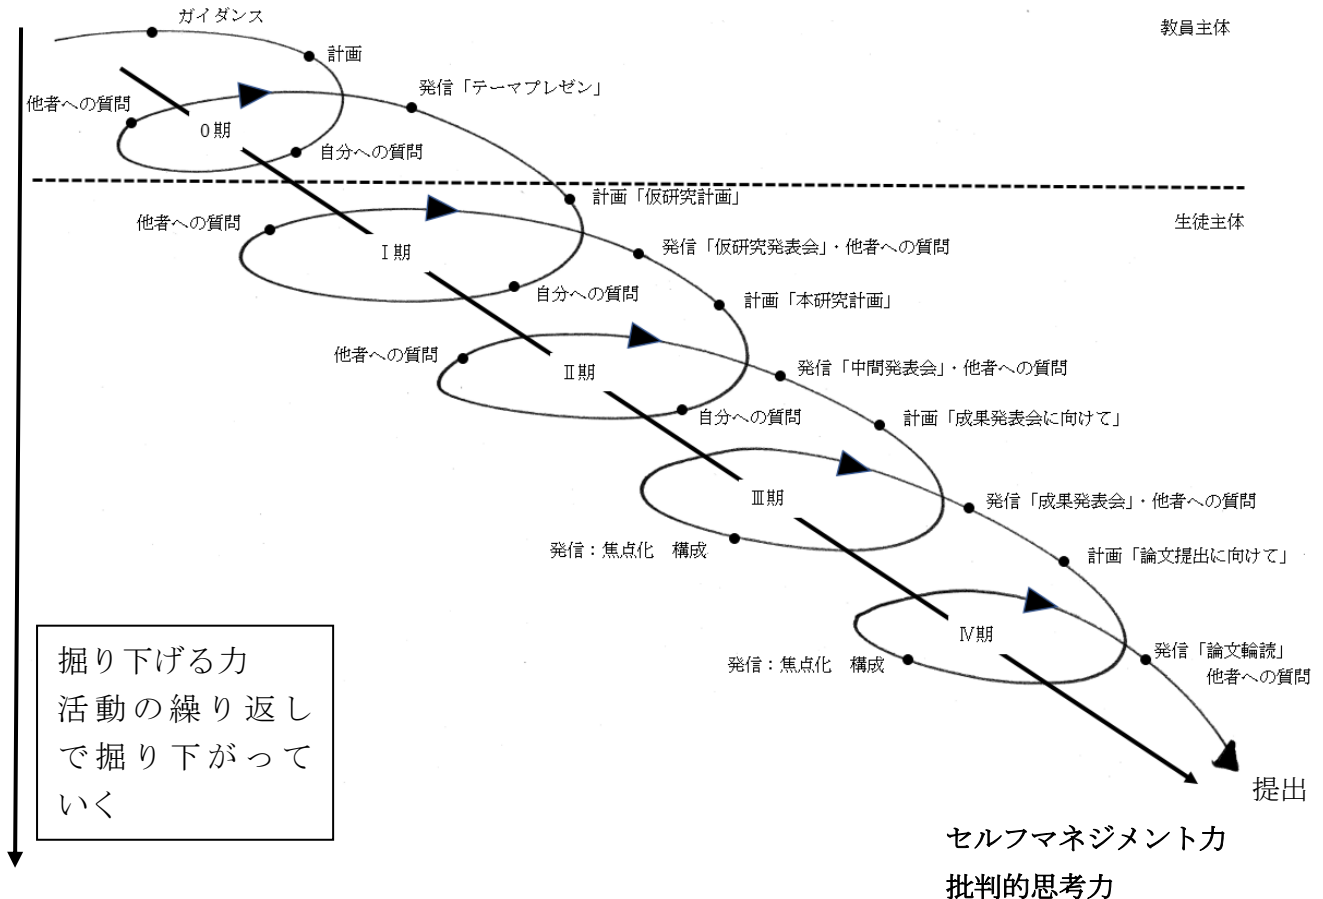 ガイダンス
教員主体
計画
発信「テーマプレゼン」
他者への質問
0期
自分への質問
計画「仮研究計画」
生徒主体
他者への質問
発信「仮研究発表会」・他者への質問
Ⅰ期
自分への質問
計画「本研究計画」
他者への質問
発信「中間発表会」・他者への質問
Ⅱ期
自分への質問
計画「成果発表会に向けて」
Ⅲ期
発信「成果発表会」・他者への質問
発信：焦点化　構成
計画「論文提出に向けて」
Ⅳ期
発信「論文輪読」
他者への質問
発信：焦点化　構成
掘り下げる力
活動の繰り返し
で掘り下がって
いく
提出
セルフマネジメント力
批判的思考力